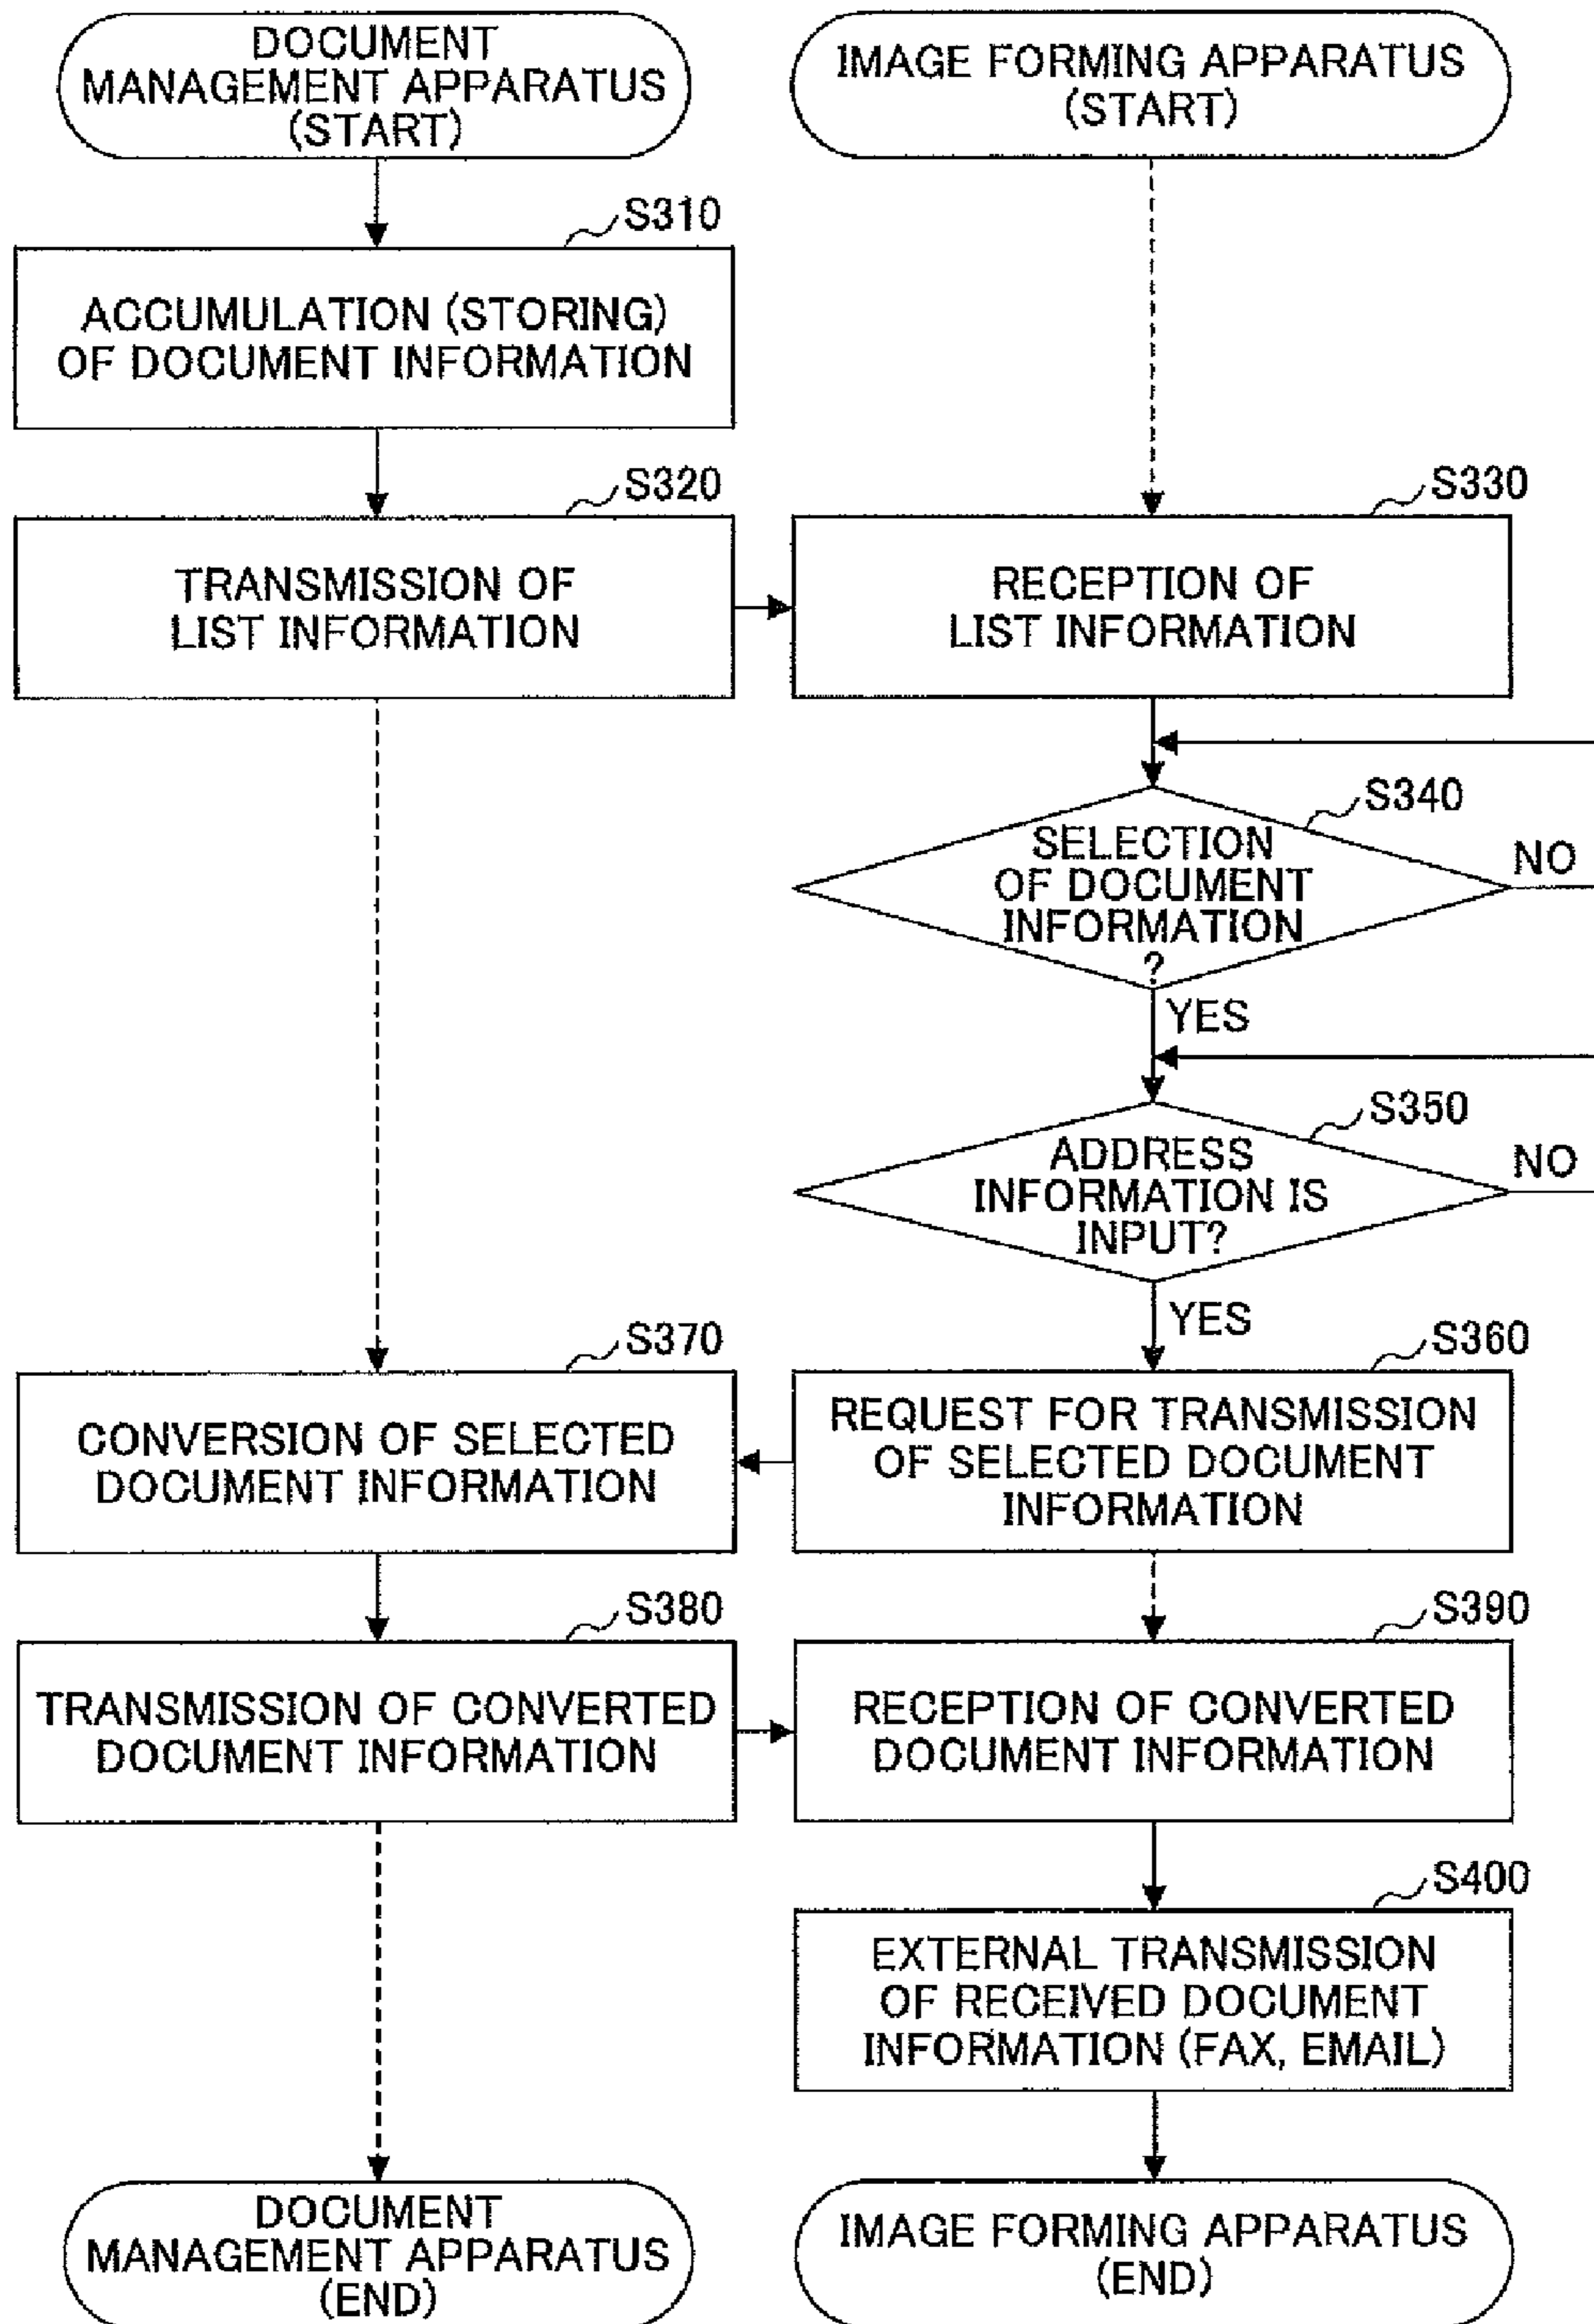 DOCUMENT
MANAGEMENT APPARATUS
(START)
IMAGE FORMING APPARATUS
(START)
S310
ACCUMULATION (STORING)
OF DOCUMENT INFORMATION
S320
TRANSMISSION OF
LIST INFORMATION
S330
RECEPTION OF
LIST INFORMATION
S340
SELECTION
OF DOCUMENT
INFORMATION
?
NO
YES
S350
ADDRESS
INFORMATION IS
INPUT?
NO
YES
S360
REQUEST FOR TRANSMISSION
OF SELECTED DOCUMENT
INFORMATION
S370
CONVERSION OF SELECTED
DOCUMENT INFORMATION
S380
TRANSMISSION OF CONVERTED
DOCUMENT INFORMATION
S390
RECEPTION OF CONVERTED
DOCUMENT INFORMATION
S400
EXTERNAL TRANSMISSION
OF RECEIVED DOCUMENT
INFORMATION (FAX, EMAIL)
DOCUMENT
MANAGEMENT APPARATUS
(END)
IMAGE FORMING APPARATUS
(END)